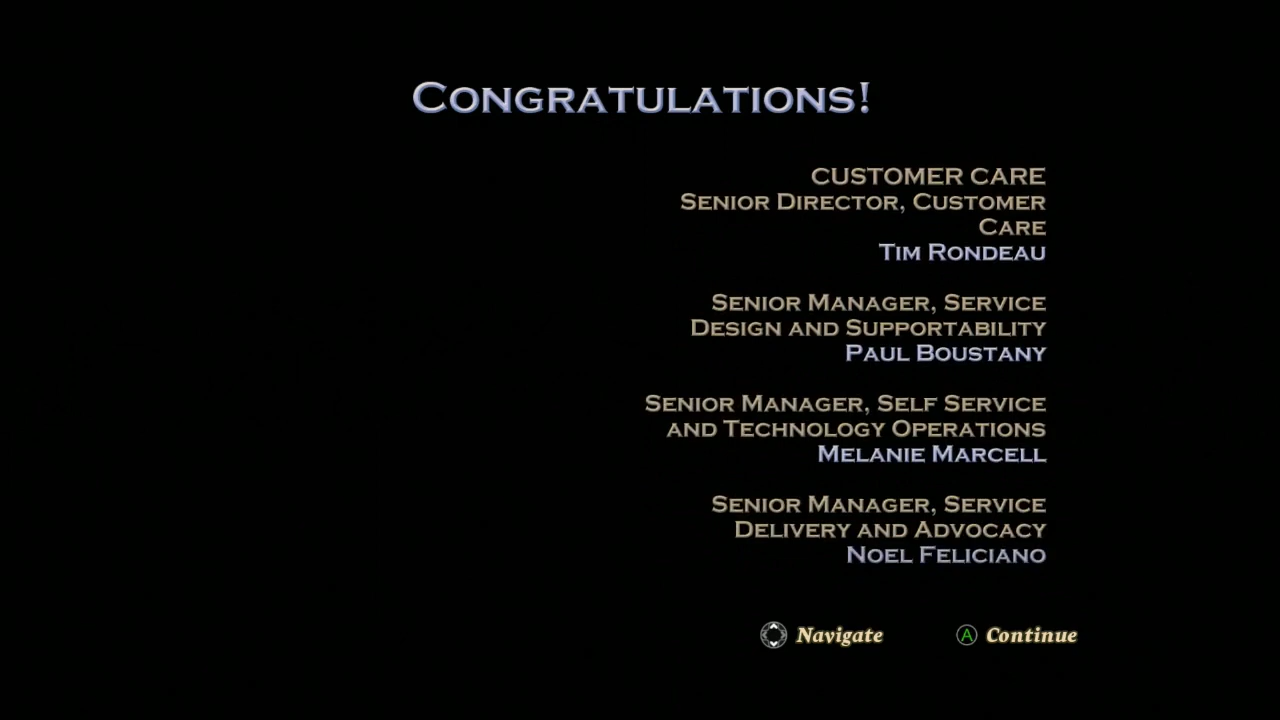 CONGRATULATIONS!
CUSTOMER CARE
SENIOR DIRECTOR, CUSTOMER
CARE
TIM RONDEAU
SENIOR MANAGER, SERVICE
DESIGN AND SUPPORTABILITY
PAUL BOUSTANY
SENIOR MANAGER, SELF SERVICE
AND TECHNOLOGY OPERATIONS
MELANIE MARCELL
SENIOR MANAGER, SERVICE
DELIVERY AND ADVOCACY
NOEL FELICIANO
Navigate
A Continue